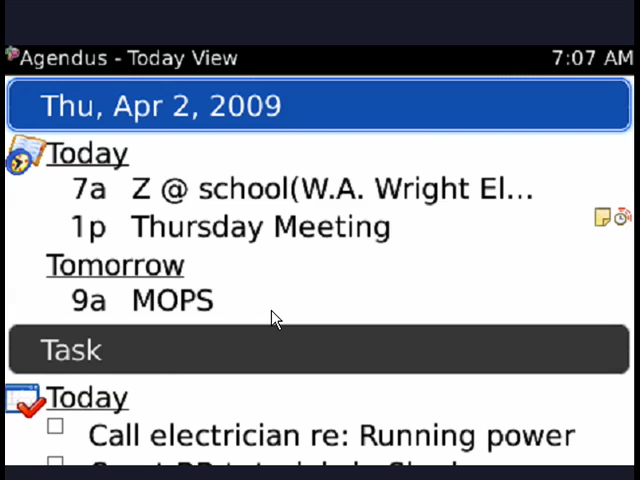 Agendus - Today View 7:07 AM
Thu, Apr 2, 2009
Today
7a Z @ school(W.A. Wright El...
1p Thursday Meeting
Tomorrow
9a MOPS
Task
Today
Call electrician re: Running power